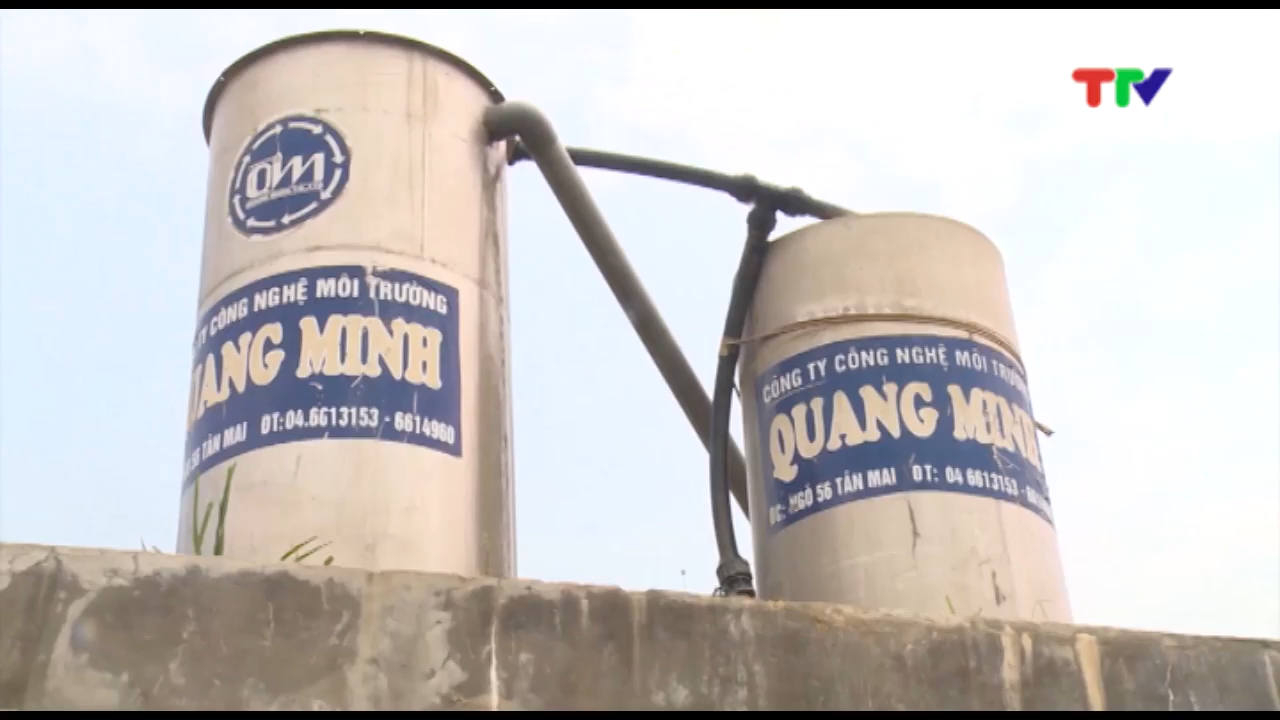 TTV
QM
TY CÔNG NGHỆ MÔI TRƯỜNG
QUANG MINH
56 TÂN MAI ĐT: 04.6613153 - 6614960
CÔNG TY CÔNG NGHỆ MÔI TRƯỜNG
QUANG MINH
ĐC: NGÕ 56 TÂN MAI ĐT: 04 6613153 -